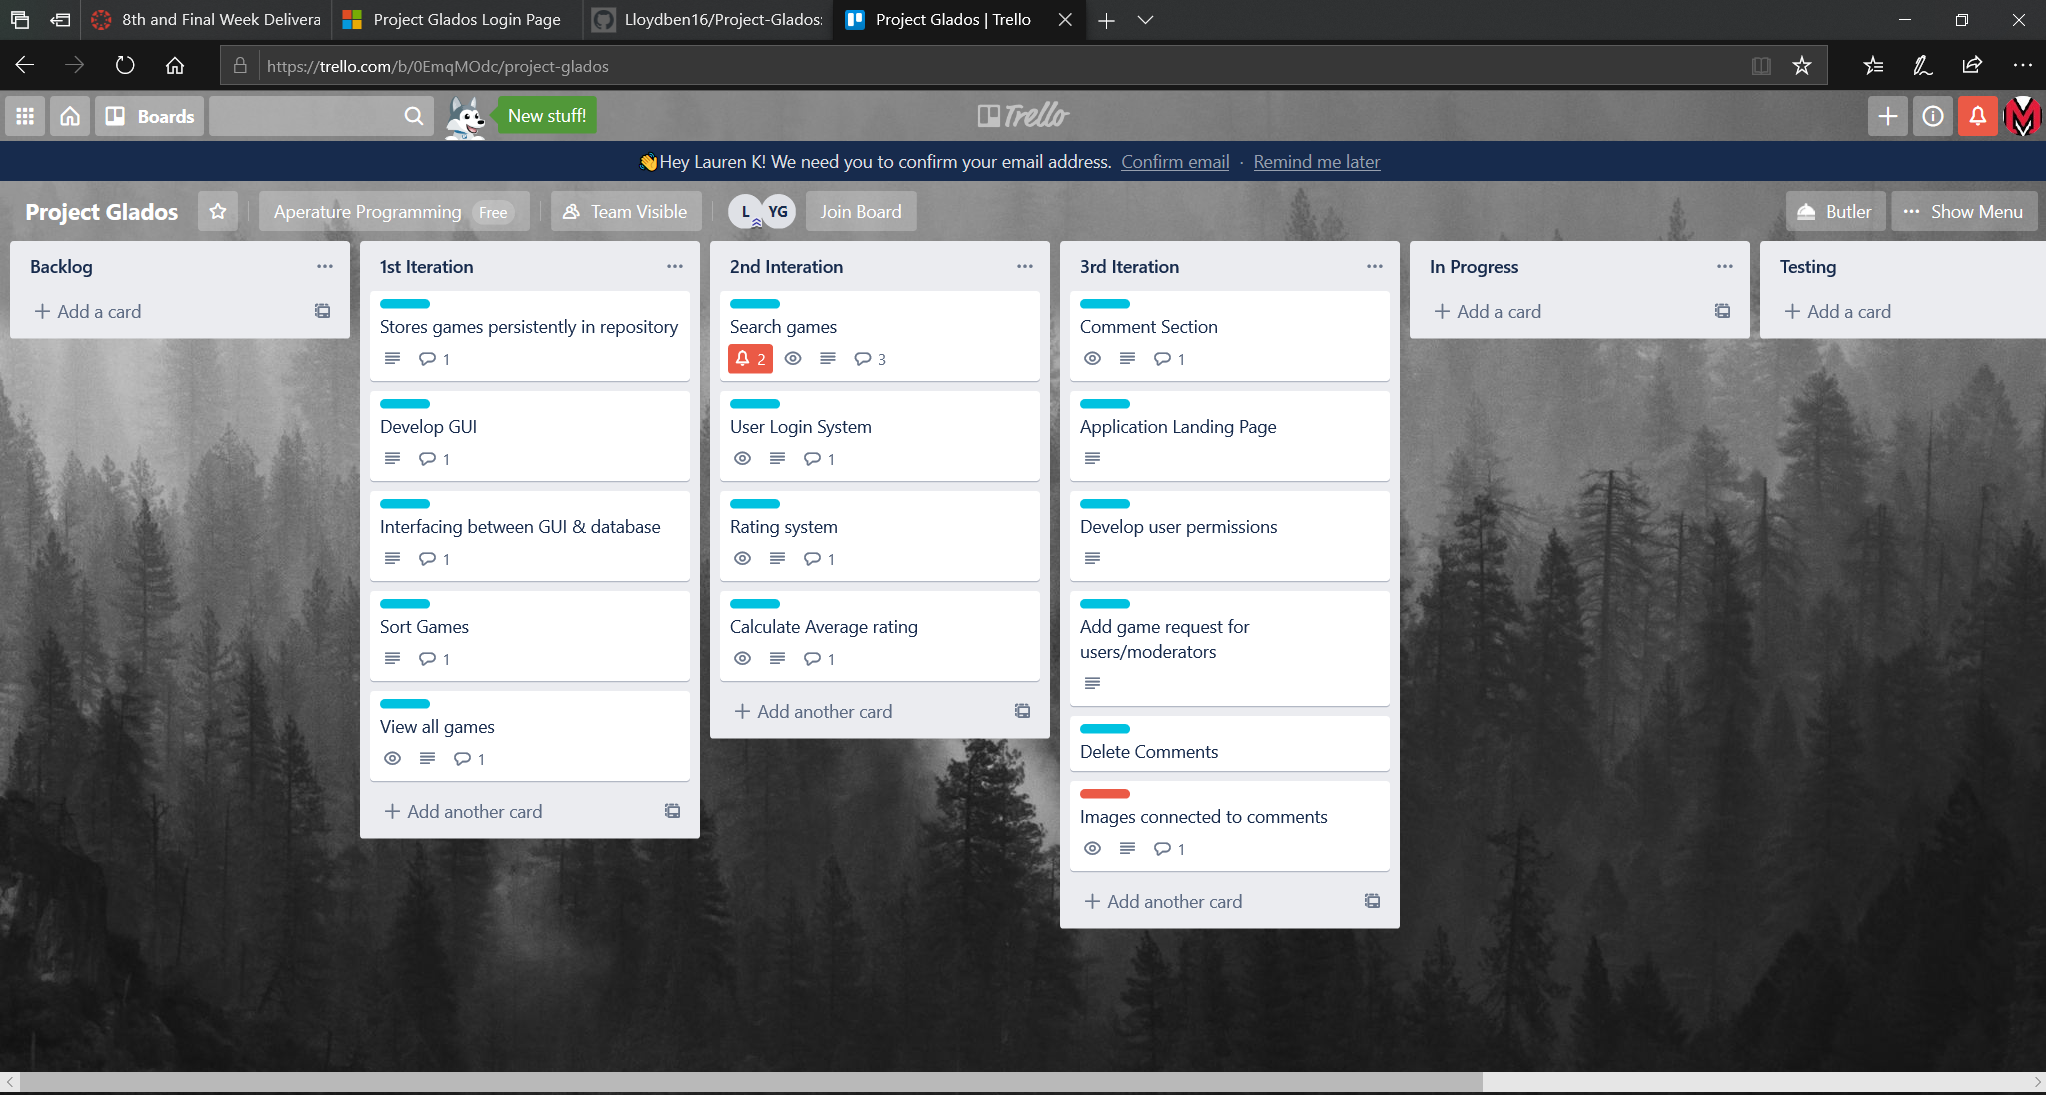 8th and Final Week Delivera
Project Glados Login Page
Lloydben16/Project-Glados:
Project Glados | Trello
https://trello.com/b/0EmqMOdc/project-glados
Boards
New stuff!
Trello
👋Hey Lauren K! We need you to confirm your email address. Confirm email · Remind me later
Project Glados
Aperature Programming Free
Team Visible
L
YG
Join Board
Butler
Show Menu
Backlog
Add a card
1st Iteration
Stores games persistently in repository
1
Develop GUI
1
Interfacing between GUI & database
1
Sort Games
1
View all games
1
Add another card
2nd Interation
Search games
2
3
User Login System
1
Rating system
1
Calculate Average rating
1
Add another card
3rd Iteration
Comment Section
1
Application Landing Page
Develop user permissions
Add game request for
users/moderators
Delete Comments
Images connected to comments
1
Add another card
In Progress
Add a card
Testing
Add a card